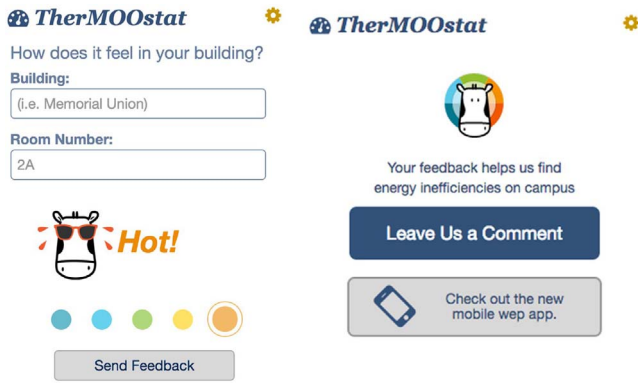 TherMOOstat
How does it feel in your building?
Building:
(i.e. Memorial Union)
Room Number:
2A
Hot!
Send Feedback
TherMOOstat
Your feedback helps us find
energy inefficiencies on campus
Leave Us a Comment
Check out the new
mobile wep app.